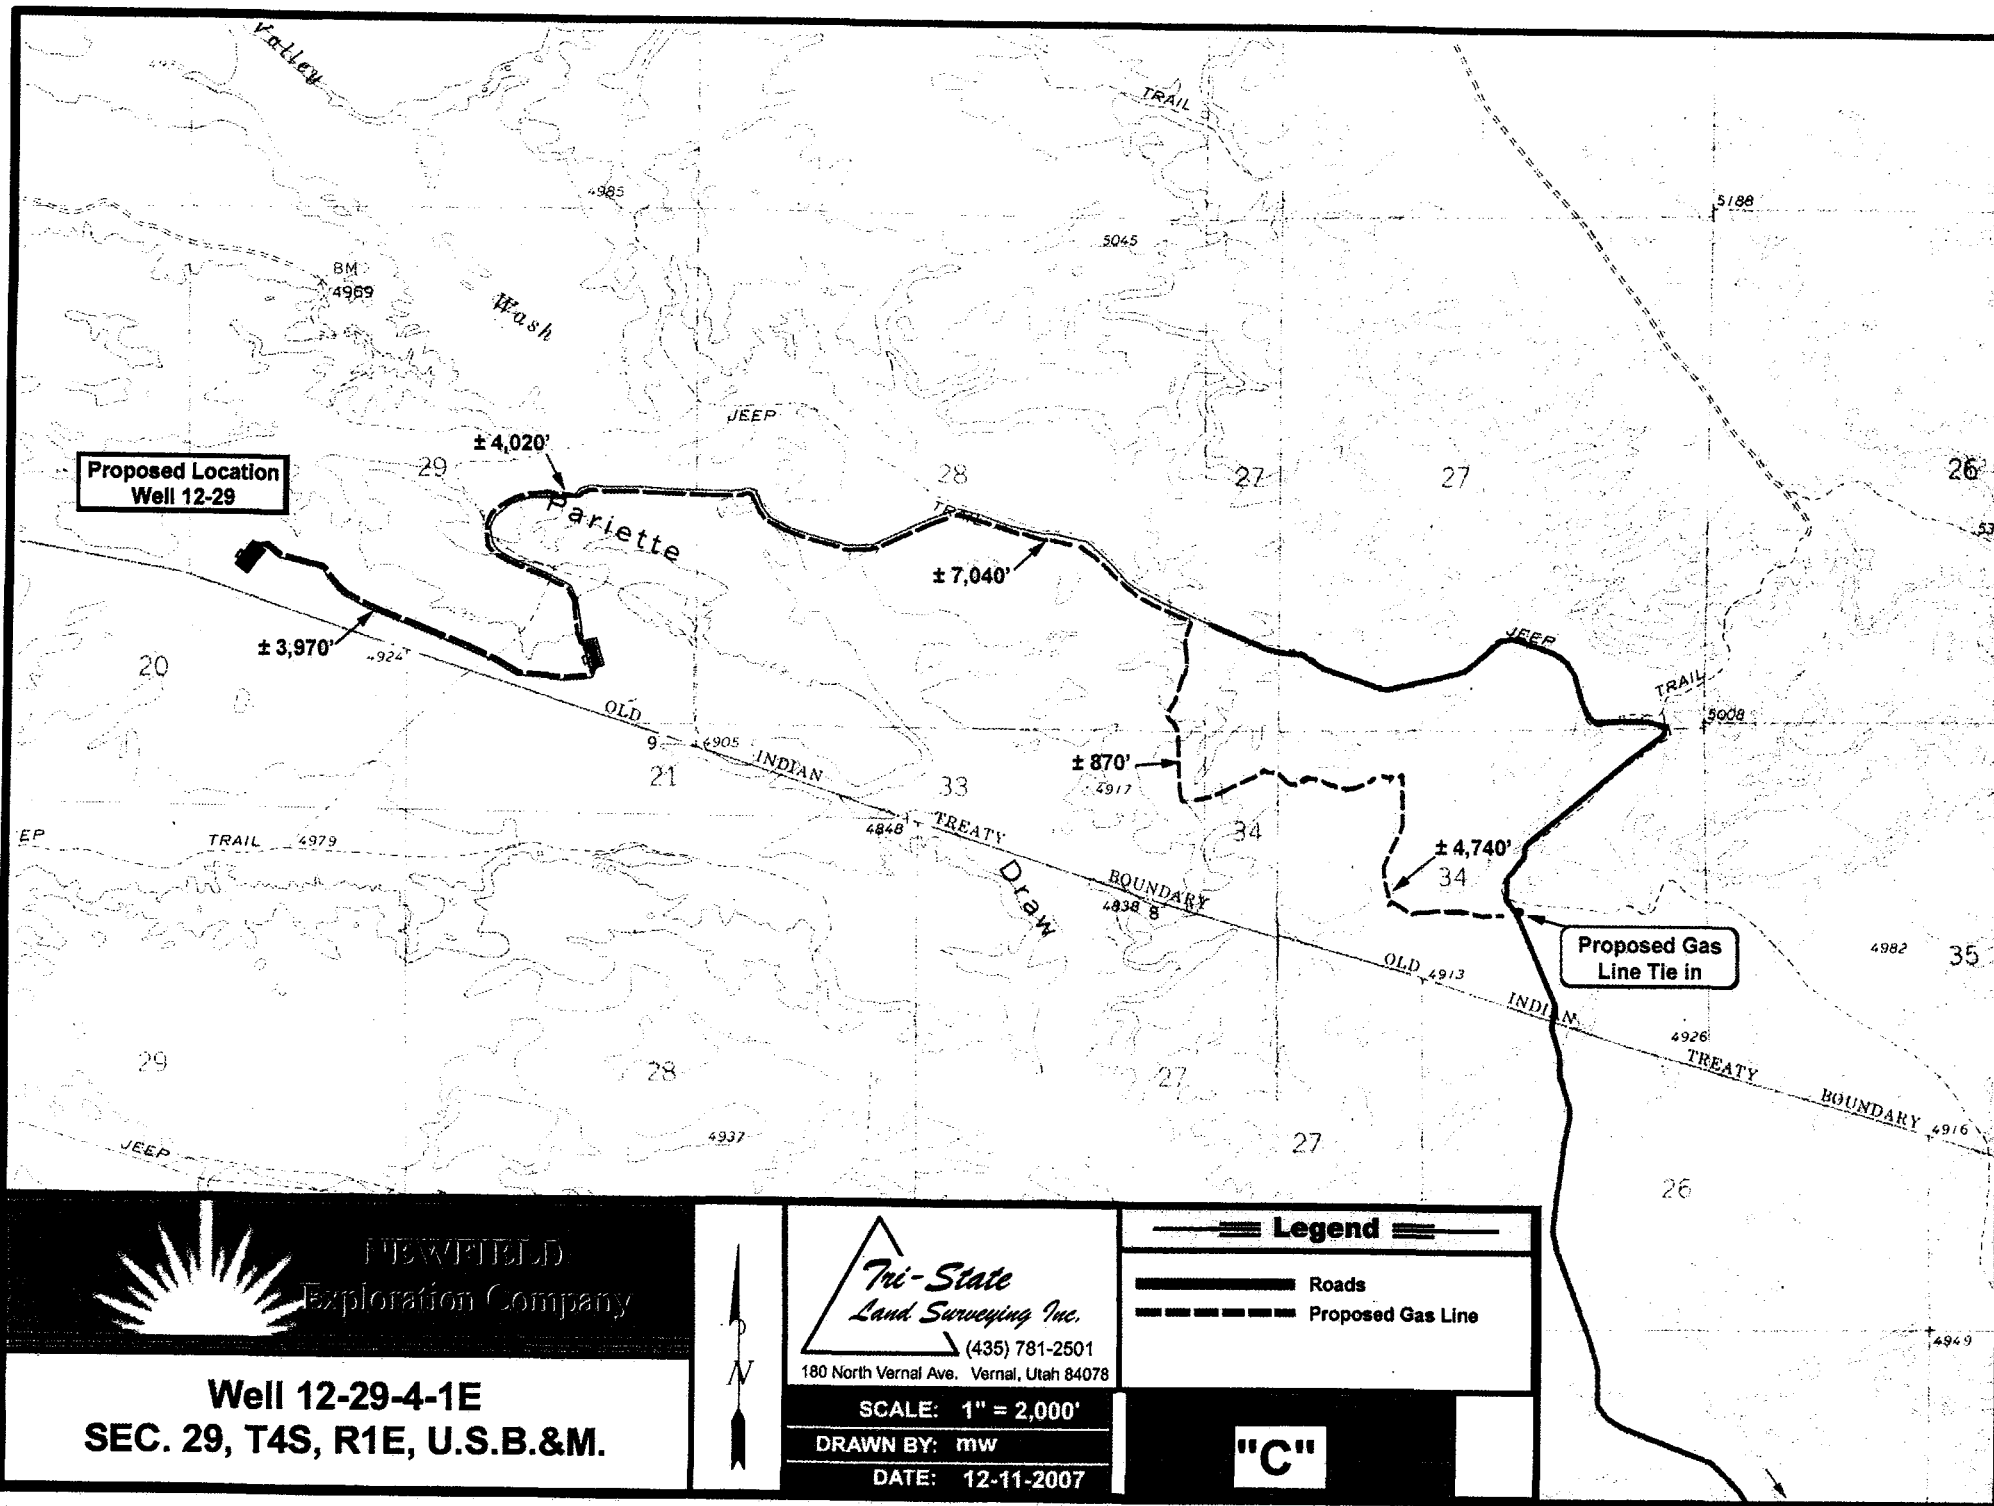 Valley
TRAIL
4985
5188
5045
BM
4969
Wash
JEEP
± 4,020'
Proposed Location
Well 12-29
29
28
27
27
26
Pariette
TRAIL
± 7,040'
± 3,970'
4924
20
JEEP
TRAIL
OLD
5008
9
4905
INDIAN
21
33
± 870'
4917
EP
TRAIL 4979
4848
TREATY
34
± 4,740'
34
Draw
BOUNDARY
4838 8
Proposed Gas
Line Tie in
4982
35
OLD 4913
INDIAN
4926
TREATY
29
28
27
BOUNDARY 4916
JEEP
4937
27
26
4949
NEWFIELD
Exploration Company
Well 12-29-4-1E
SEC. 29, T4S, R1E, U.S.B.&M.
N
Tri-State
Land Surveying Inc.
(435) 781-2501
180 North Vernal Ave. Vernal, Utah 84078
SCALE: 1" = 2,000'
DRAWN BY: mw
DATE: 12-11-2007
Legend
Roads
Proposed Gas Line
"C"